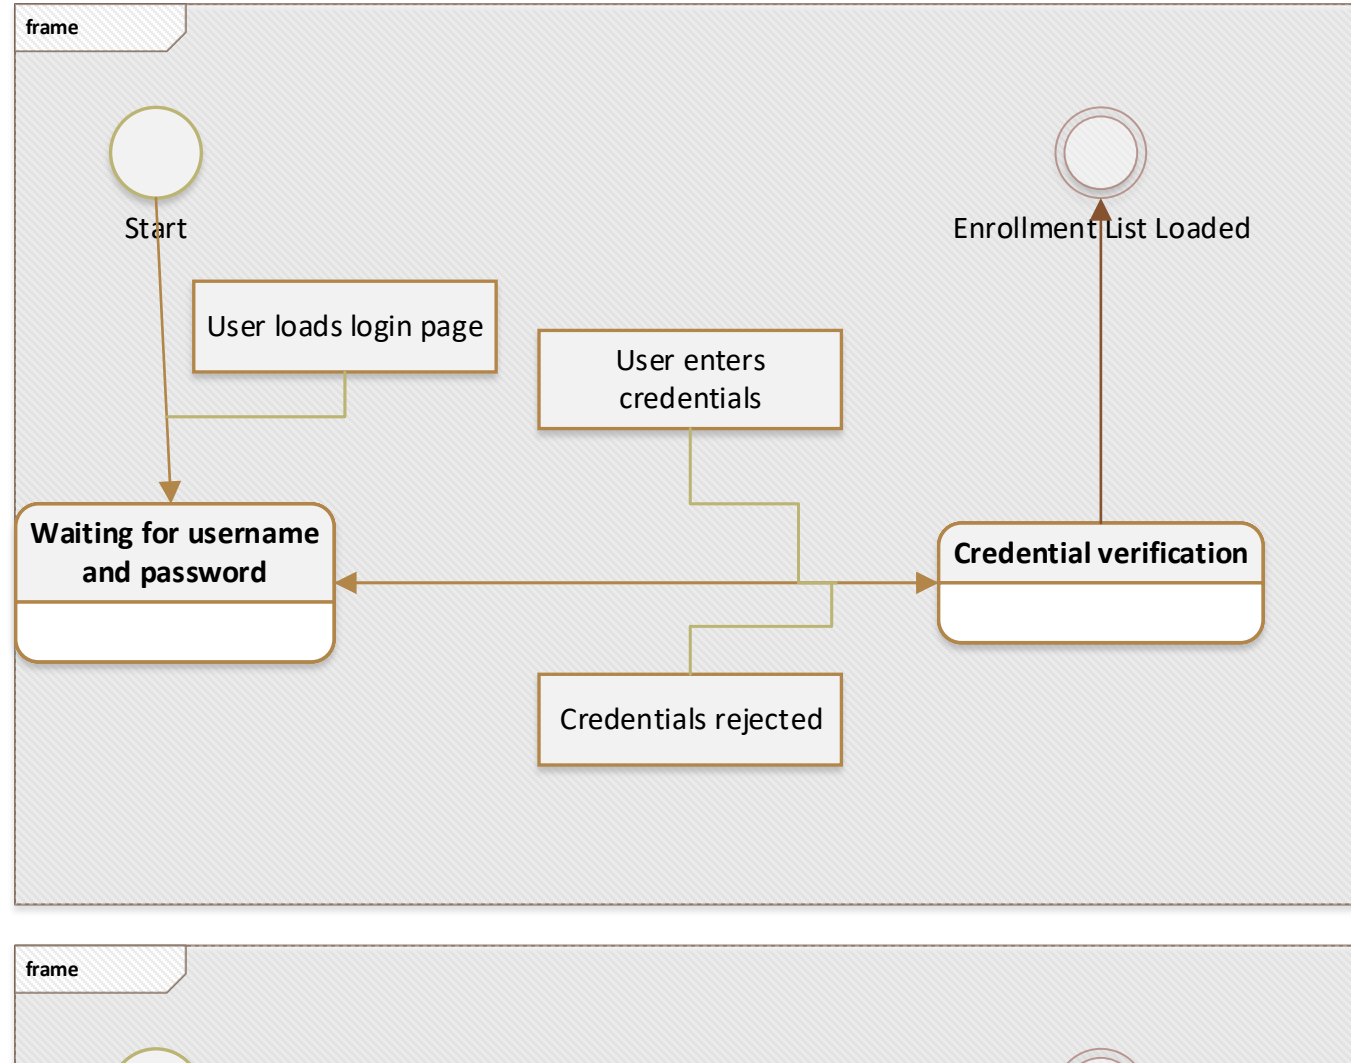 frame
Start
Enrollment List Loaded
User loads login page
User enters
credentials
Waiting for username
and password
Credential verification
Credentials rejected
frame